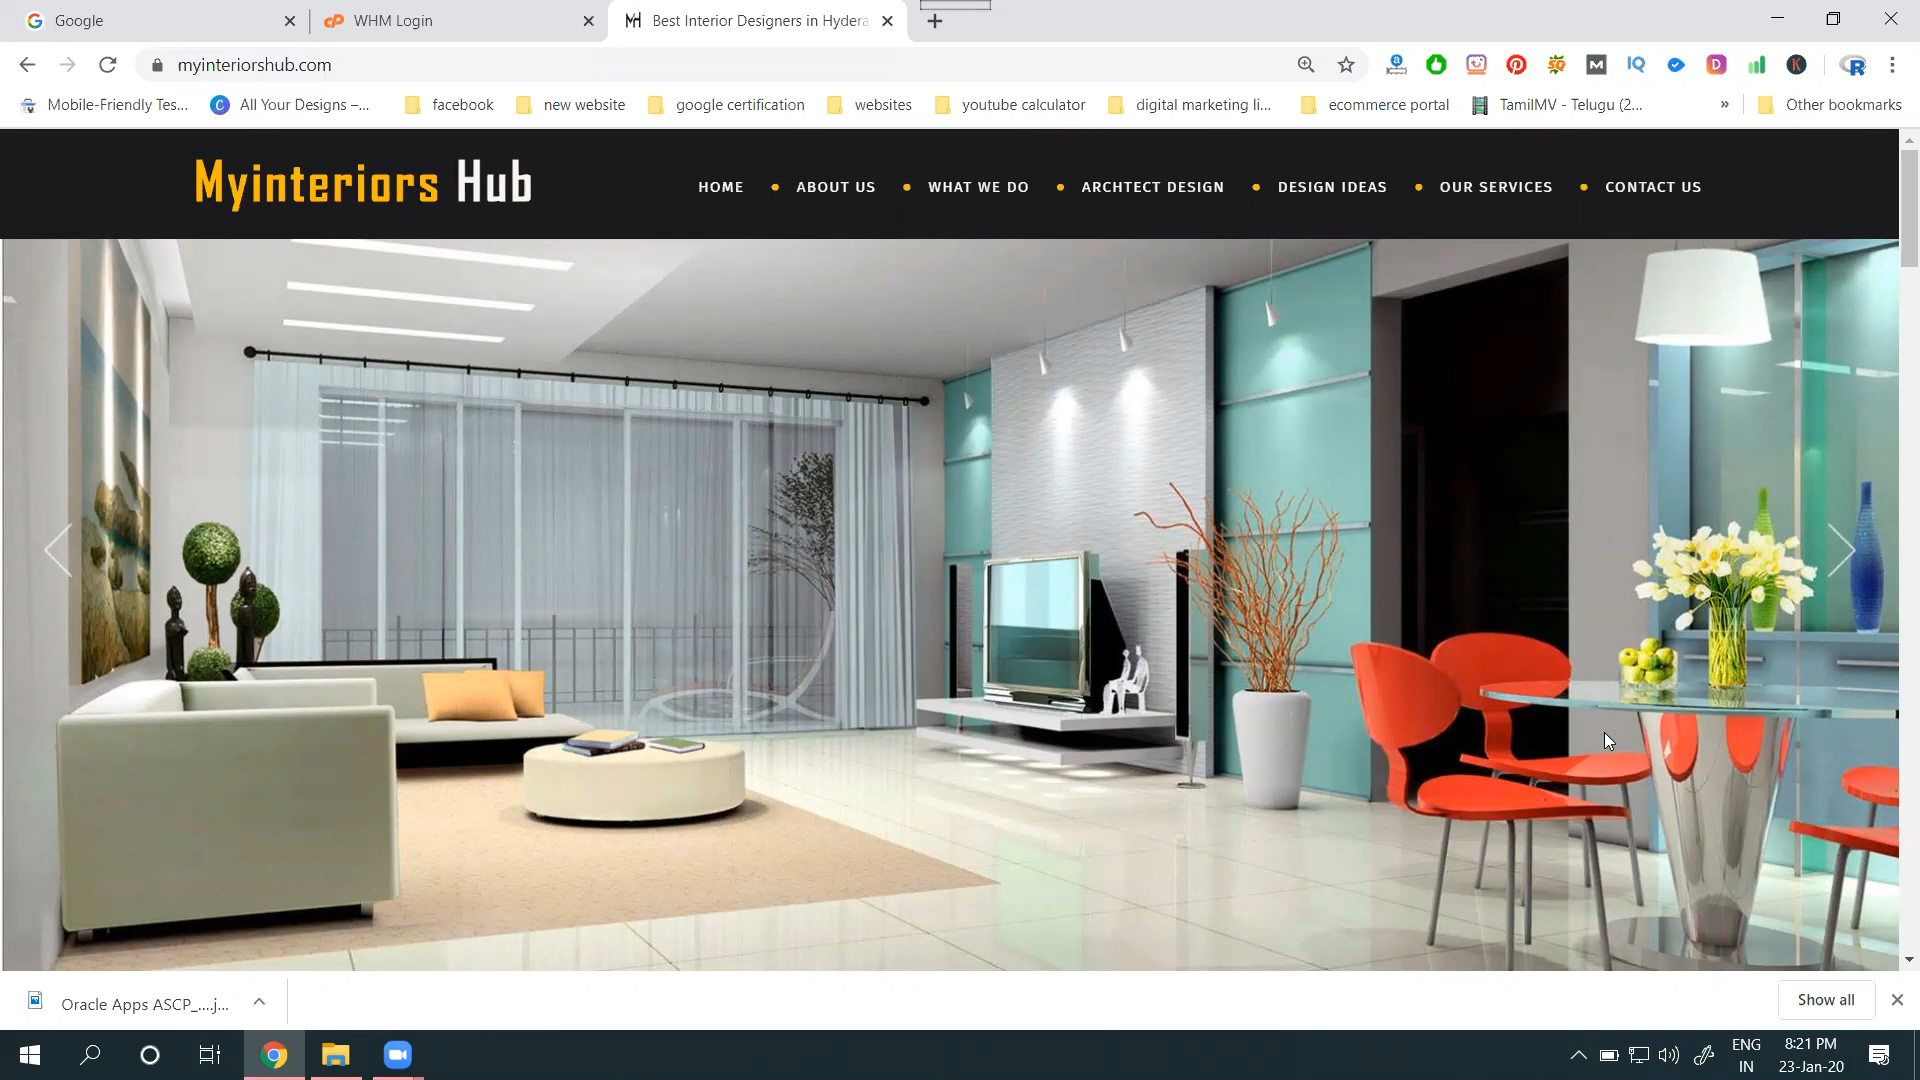 Google
WHM Login
Best Interior Designers in Hydera
myinteriorshub.com
Mobile-Friendly Tes...
All Your Designs –...
facebook
new website
google certification
websites
youtube calculator
digital marketing li...
ecommerce portal
TamilMV - Telugu (2...
»
Other bookmarks
Myinteriors Hub
HOME
ABOUT US
WHAT WE DO
ARCHTECT DESIGN
DESIGN IDEAS
OUR SERVICES
CONTACT US
Oracle Apps ASCP_....j...
Show all
ENG
IN
8:21 PM
23-Jan-20